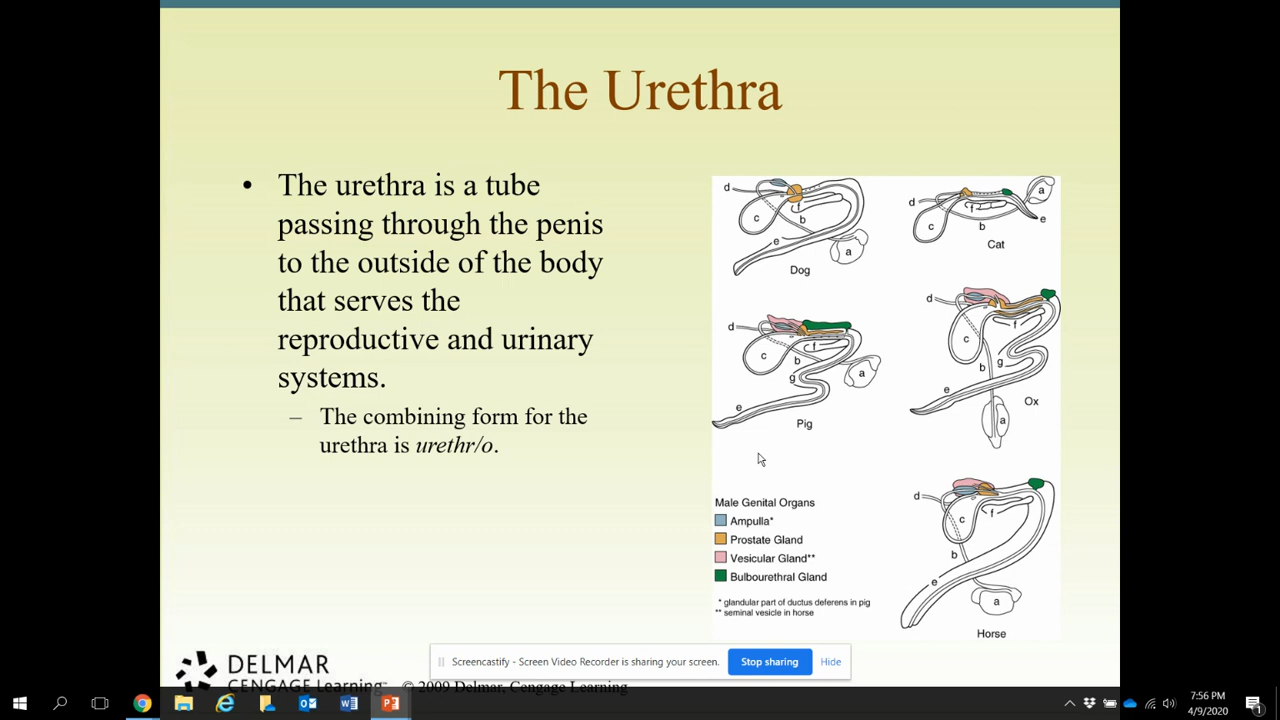 The Urethra
• The urethra is a tube
passing through the penis
to the outside of the body
that serves the
reproductive and urinary
systems.
– The combining form for the
urethra is urethr/o.
d
c
f
b
e
a
Dog
d
c
f
b
e
a
Cat
d
c
f
b
g
a
e
Pig
d
c
f
b
g
e
a
Ox
d
c
f
b
e
a
Horse
Male Genital Organs
Ampulla*
Prostate Gland
Vesicular Gland**
Bulbourethral Gland
* glandular part of ductus deferens in pig
** seminal vesicle in horse
DELMAR
CENGAGE Learning™
© 2009 Delmar, Cengage Learning
Screencastify - Screen Video Recorder is sharing your screen.
Stop sharing
Hide
7:56 PM
4/9/2020
1